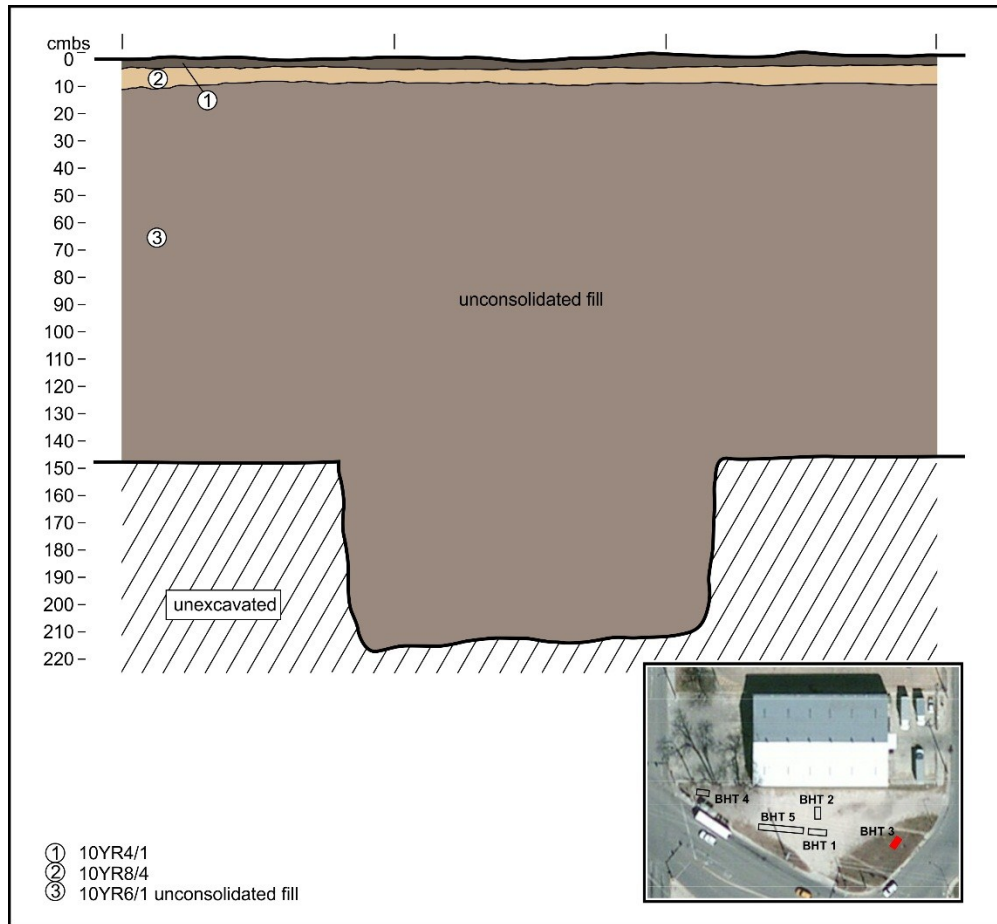 cmbs
0
10
20
30
40
50
60
70
80
90
100
110
120
130
140
150
160
170
180
190
200
210
220
2
1
3
unconsolidated fill
unexcavated
BHT 4
BHT 2
BHT 5
BHT 3
BHT 1
1 10YR4/1
2 10YR8/4
3 10YR6/1 unconsolidated fill